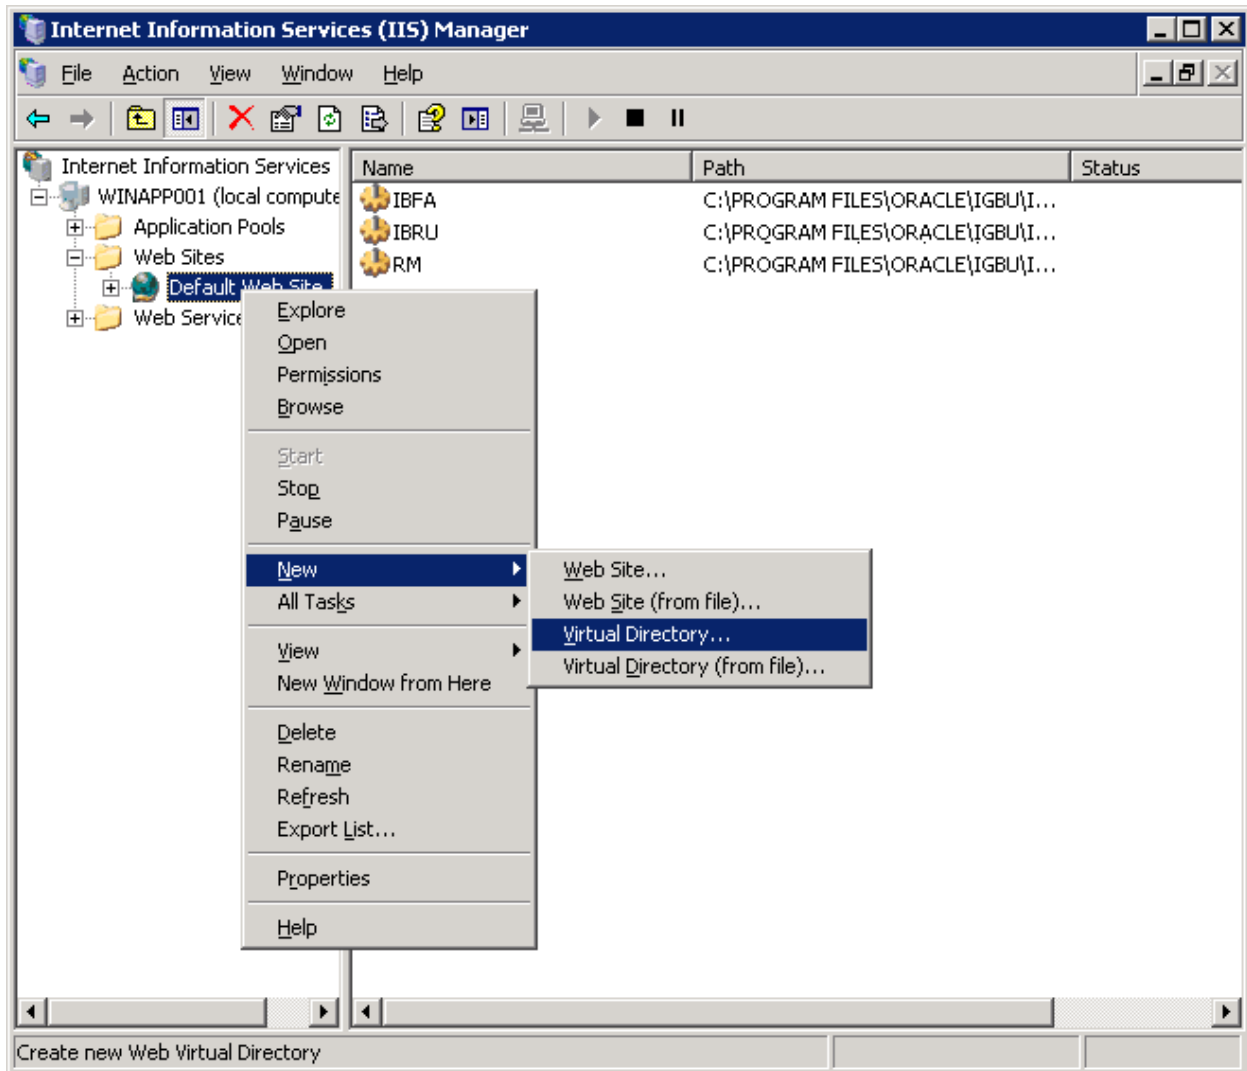 Internet Information Services (IIS) Manager
File Action View Window Help
Internet Information Services
WINAPP001 (local compute
Application Pools
Web Sites
Default Web Site
Web Service
Name Path Status
IBFA C:\PROGRAM FILES\ORACLE\IGBU\I...
IBRU C:\PROGRAM FILES\ORACLE\IGBU\I...
RM C:\PROGRAM FILES\ORACLE\IGBU\I...
Explore
Open
Permissions
Browse
Start
Stop
Pause
New
All Tasks
View
New Window from Here
Delete
Rename
Refresh
Export List...
Properties
Help
Web Site...
Web Site (from file)...
Virtual Directory...
Virtual Directory (from file)...
Create new Web Virtual Directory